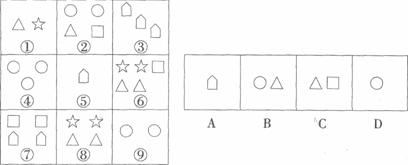 ① ② ③
④ ⑤ ⑥
⑦ ⑧ ⑨
A B C D